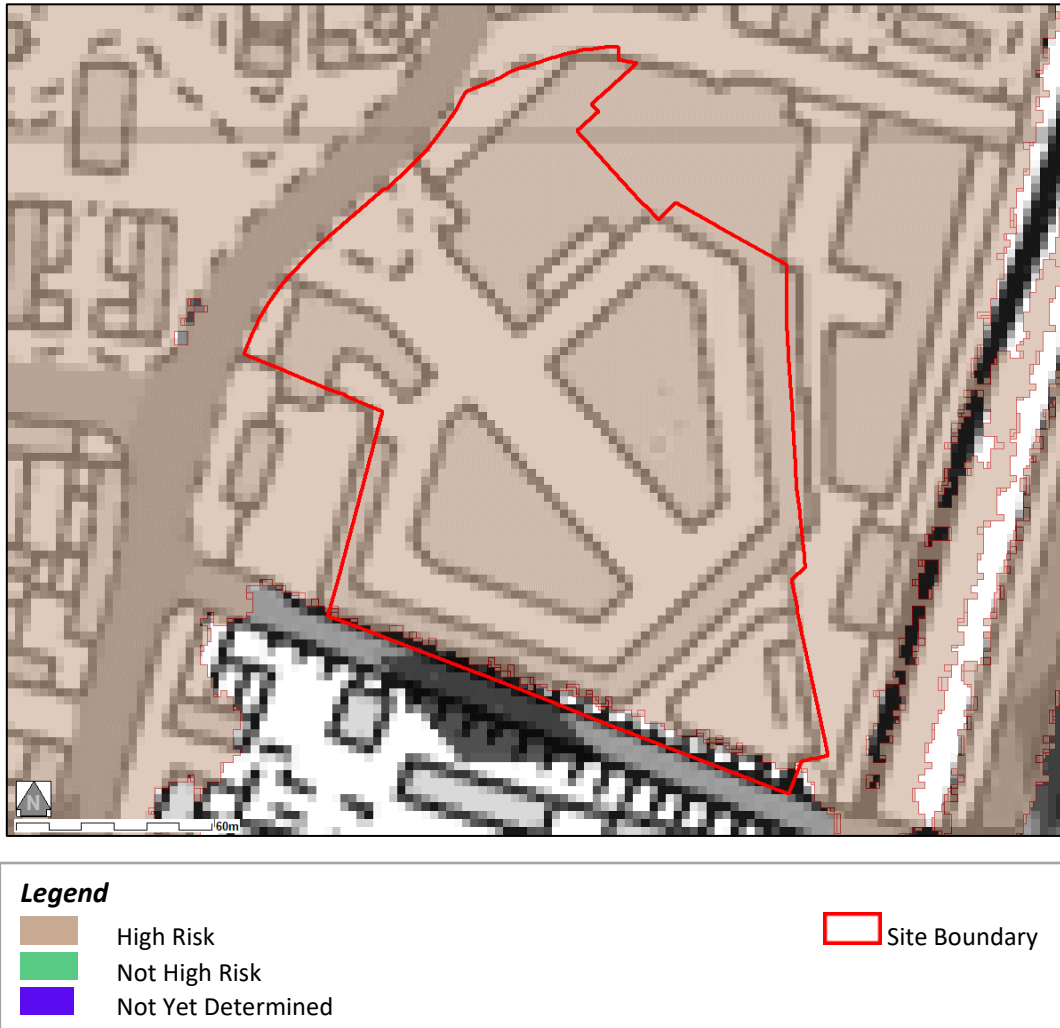 N
60m
Legend
High Risk
Site Boundary
Not High Risk
Not Yet Determined